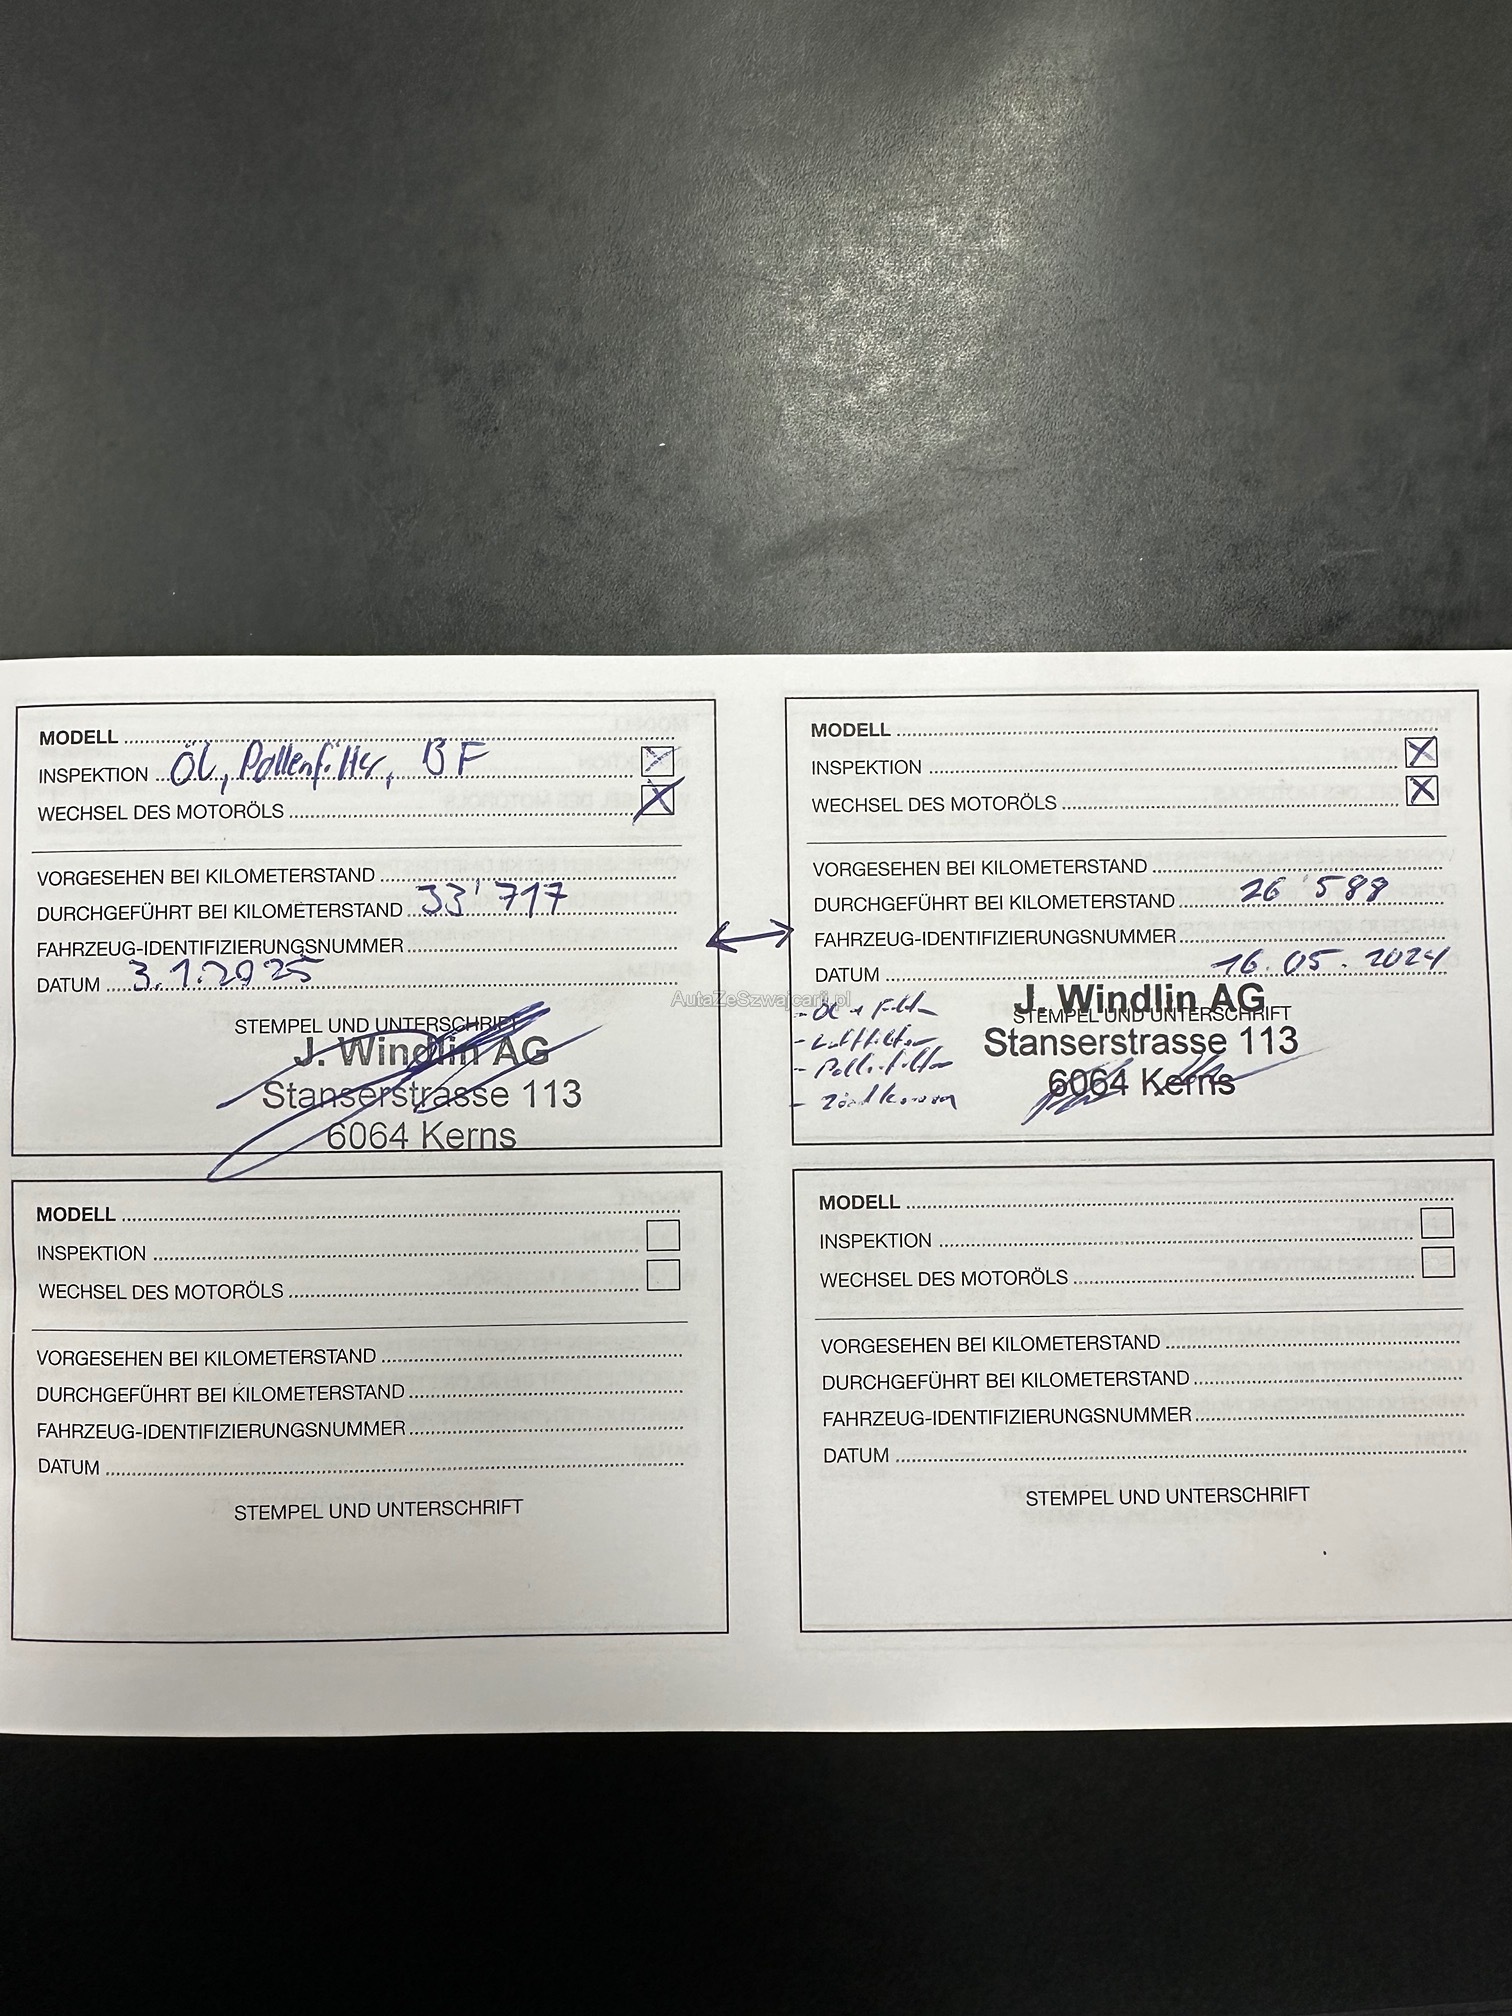 MODELL
INSPEKTION Öl, Pollenfilter, BF
WECHSEL DES MOTORÖLS
VORGESEHEN BEI KILOMETERSTAND
DURCHGEFÜHRT BEI KILOMETERSTAND 33'717
FAHRZEUG-IDENTIFIZIERUNGSNUMMER
DATUM 3.1.2025
STEMPEL UND UNTERSCHRIFT
J. Windlin AG
Stanserstrasse 113
6064 Kerns
MODELL
INSPEKTION
WECHSEL DES MOTORÖLS
VORGESEHEN BEI KILOMETERSTAND
DURCHGEFÜHRT BEI KILOMETERSTAND 26'588
FAHRZEUG-IDENTIFIZIERUNGSNUMMER
DATUM 16.05.2024
STEMPEL UND UNTERSCHRIFT
J. Windlin AG
Stanserstrasse 113
6064 Kerns
- Öl + Filter
- Luftfilter
- Pollenfilter
- Zündkerzen
AutaZeSzwajcarii.pl
MODELL
INSPEKTION
WECHSEL DES MOTORÖLS
VORGESEHEN BEI KILOMETERSTAND
DURCHGEFÜHRT BEI KILOMETERSTAND
FAHRZEUG-IDENTIFIZIERUNGSNUMMER
DATUM
STEMPEL UND UNTERSCHRIFT
MODELL
INSPEKTION
WECHSEL DES MOTORÖLS
VORGESEHEN BEI KILOMETERSTAND
DURCHGEFÜHRT BEI KILOMETERSTAND
FAHRZEUG-IDENTIFIZIERUNGSNUMMER
DATUM
STEMPEL UND UNTERSCHRIFT